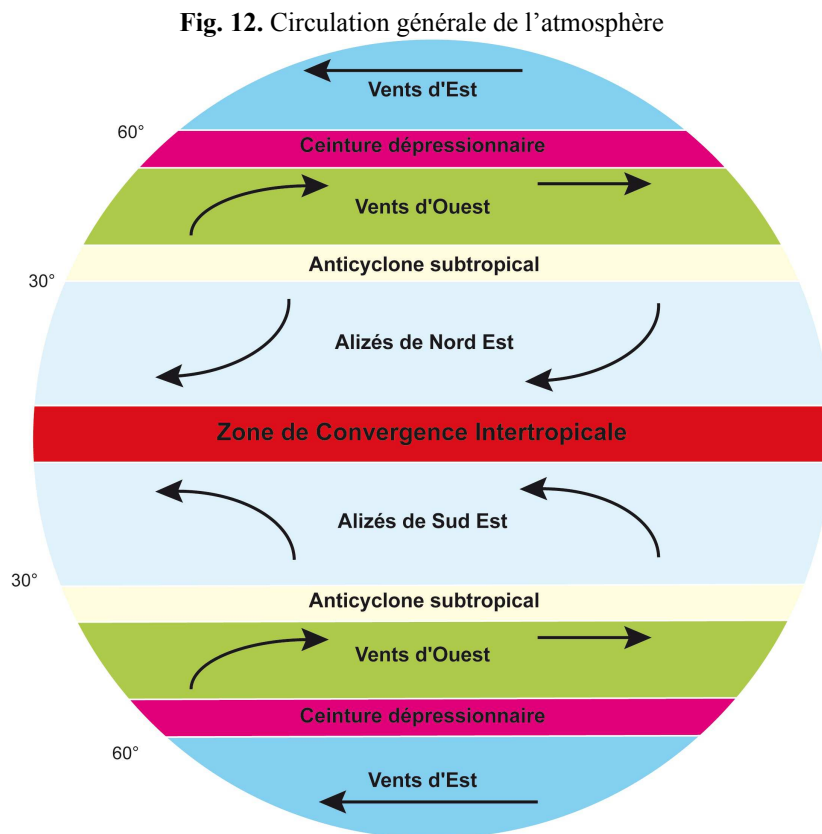 Fig. 12. Circulation générale de l’atmosphère
Vents d'Est
60°
Ceinture dépressionnaire
Vents d'Ouest
Anticyclone subtropical
30°
Alizés de Nord Est
Zone de Convergence Intertropicale
Alizés de Sud Est
30°
Anticyclone subtropical
Vents d'Ouest
Ceinture dépressionnaire
60°
Vents d'Est